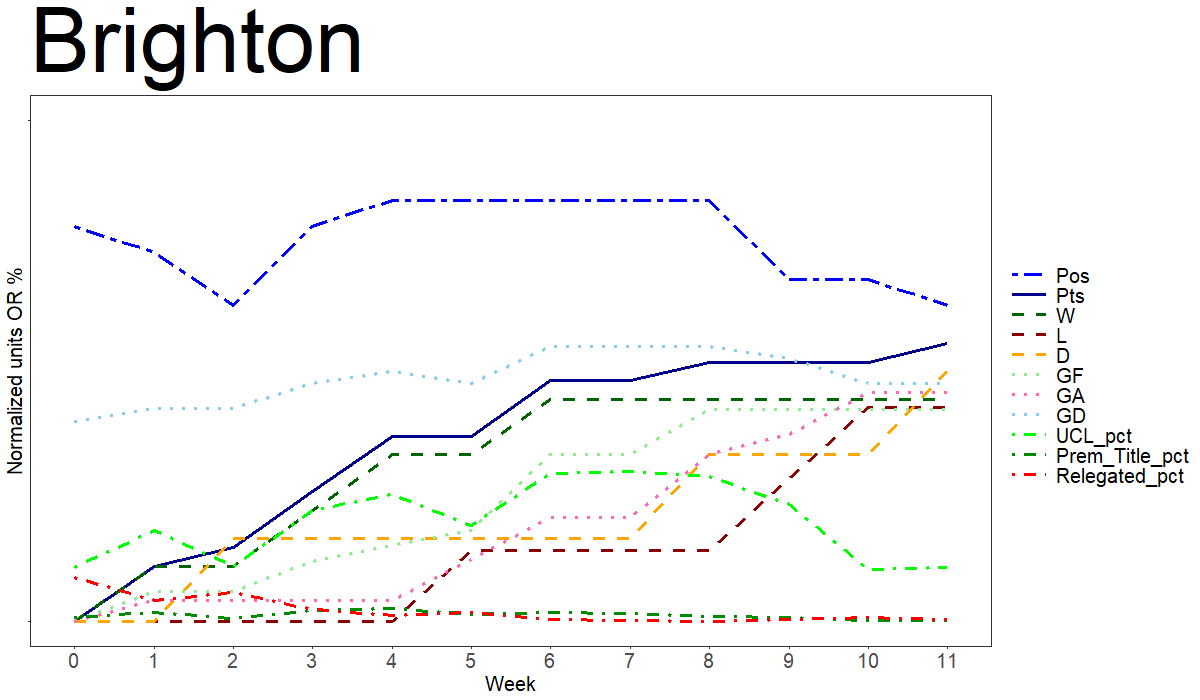 Brighton
Normalized units OR %
Pos
Pts
W
L
D
GF
GA
GD
UCL_pct
Prem_Title_pct
Relegated_pct
0 1 2 3 4 5 6 7 8 9 10 11
Week